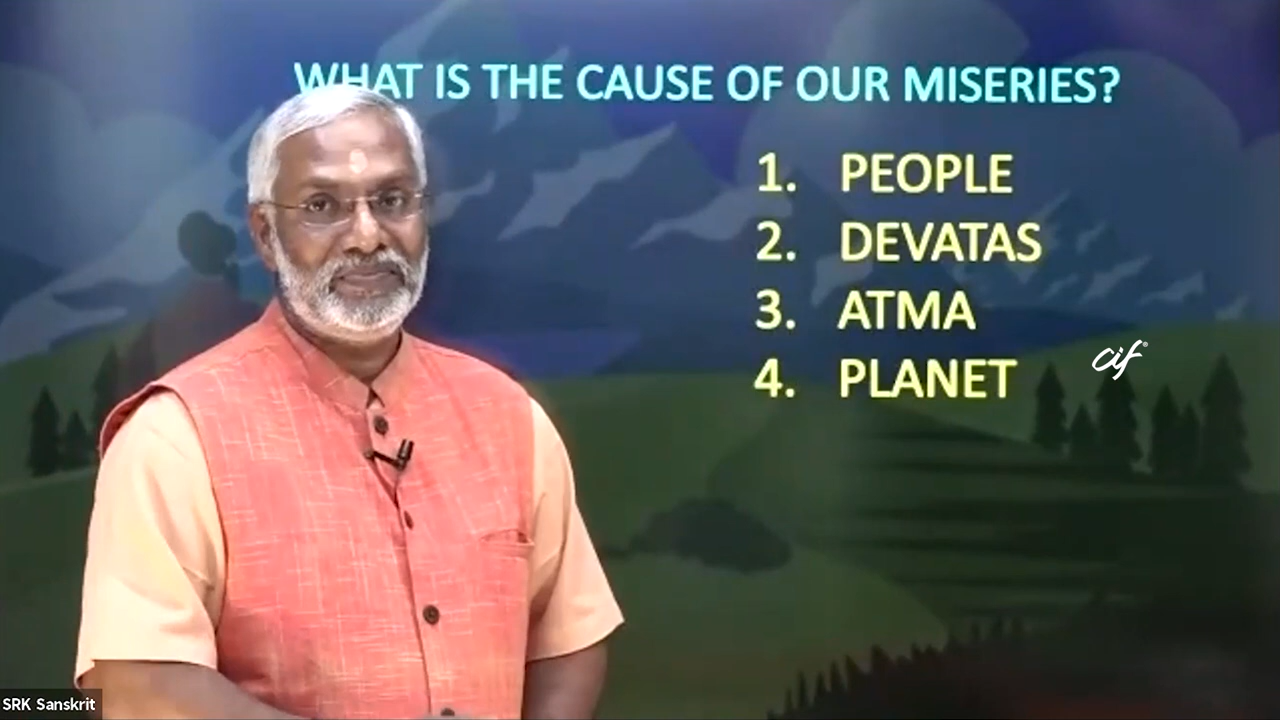 WHAT IS THE CAUSE OF OUR MISERIES?
1. PEOPLE
2. DEVATAS
3. ATMA
4. PLANET
cif®
SRK Sanskrit